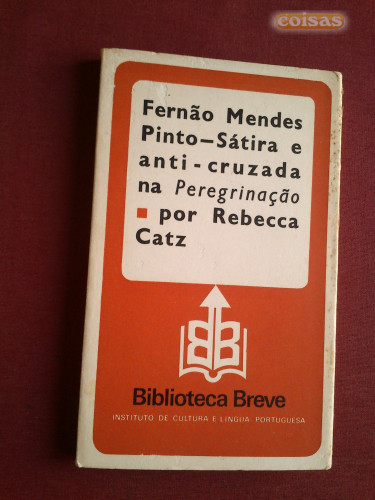 coisas
Fernão Mendes
Pinto—Sátira e
anti-cruzada
na Peregrinação
por Rebecca
Catz
BB
Biblioteca Breve
INSTITUTO DE CULTURA E LÍNGUA PORTUGUESA